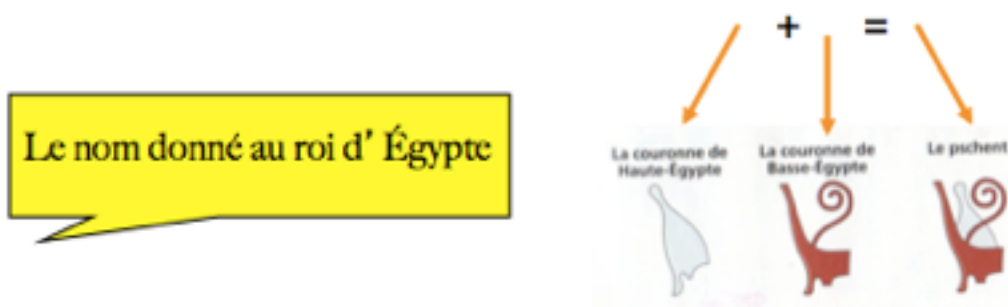 Le nom donné au roi d' Égypte
+ =
La couronne de
Haute-Égypte
La couronne de
Basse-Égypte
Le pschent